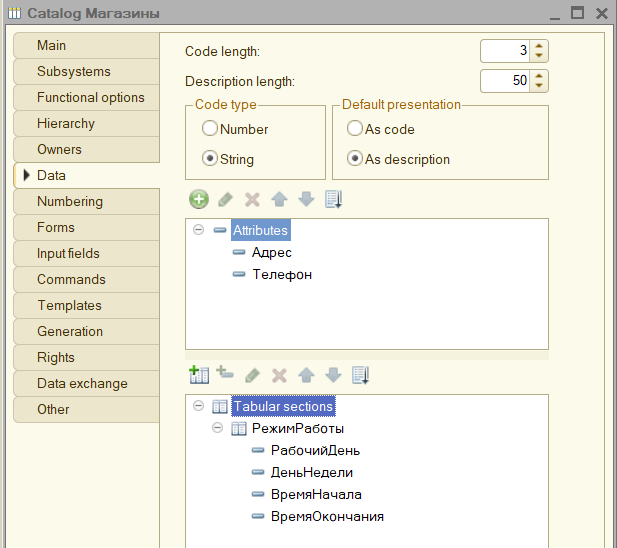 Catalog Магазины
Main
Subsystems
Functional options
Hierarchy
Owners
Data
Numbering
Forms
Input fields
Commands
Templates
Generation
Rights
Data exchange
Other
Code length:
3
Description length:
50
Code type
Number
String
Default presentation
As code
As description
Attributes
Адрес
Телефон
Tabular sections
РежимРаботы
РабочийДень
ДеньНедели
ВремяНачала
ВремяОкончания